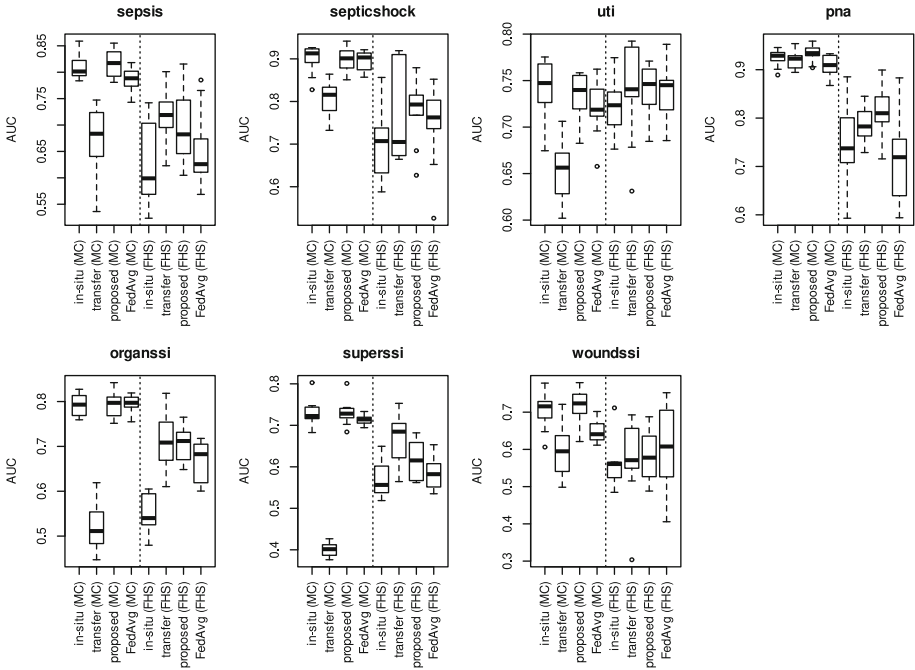 sepsis
AUC
0.85
0.75
0.65
0.55
in-situ (MC)
transfer (MC)
proposed (MC)
FedAvg (MC)
in-situ (FHS)
transfer (FHS)
proposed (FHS)
FedAvg (FHS)
septicshock
AUC
0.9
0.8
0.7
0.6
in-situ (MC)
transfer (MC)
proposed (MC)
FedAvg (MC)
in-situ (FHS)
transfer (FHS)
proposed (FHS)
FedAvg (FHS)
uti
AUC
0.80
0.75
0.70
0.65
0.60
in-situ (MC)
transfer (MC)
proposed (MC)
FedAvg (MC)
in-situ (FHS)
transfer (FHS)
proposed (FHS)
FedAvg (FHS)
pna
AUC
0.9
0.8
0.7
0.6
in-situ (MC)
transfer (MC)
proposed (MC)
FedAvg (MC)
in-situ (FHS)
transfer (FHS)
proposed (FHS)
FedAvg (FHS)
organssi
AUC
0.8
0.7
0.6
0.5
in-situ (MC)
transfer (MC)
proposed (MC)
FedAvg (MC)
in-situ (FHS)
transfer (FHS)
proposed (FHS)
FedAvg (FHS)
superssi
AUC
0.8
0.7
0.6
0.5
0.4
in-situ (MC)
transfer (MC)
proposed (MC)
FedAvg (MC)
in-situ (FHS)
transfer (FHS)
proposed (FHS)
FedAvg (FHS)
woundssi
AUC
0.7
0.6
0.5
0.4
0.3
in-situ (MC)
transfer (MC)
proposed (MC)
FedAvg (MC)
in-situ (FHS)
transfer (FHS)
proposed (FHS)
FedAvg (FHS)